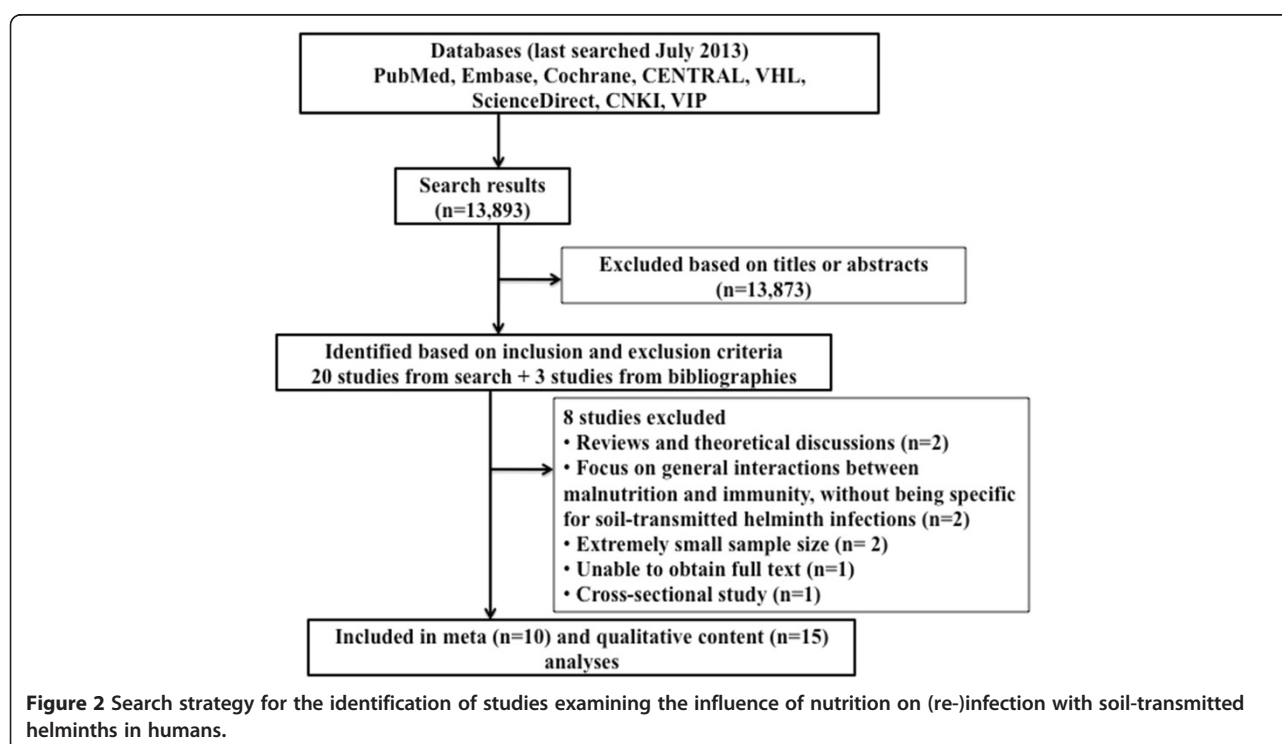 Databases (last searched July 2013)
PubMed, Embase, Cochrane, CENTRAL, VHL,
ScienceDirect, CNKI, VIP
Search results
(n=13,893)
Excluded based on titles or abstracts
(n=13,873)
Identified based on inclusion and exclusion criteria
20 studies from search + 3 studies from bibliographies
8 studies excluded
• Reviews and theoretical discussions (n=2)
• Focus on general interactions between
malnutrition and immunity, without being specific
for soil-transmitted helminth infections (n=2)
• Extremely small sample size (n= 2)
• Unable to obtain full text (n=1)
• Cross-sectional study (n=1)
Included in meta (n=10) and qualitative content (n=15)
analyses
Figure 2 Search strategy for the identification of studies examining the influence of nutrition on (re-)infection with soil-transmitted
helminths in humans.